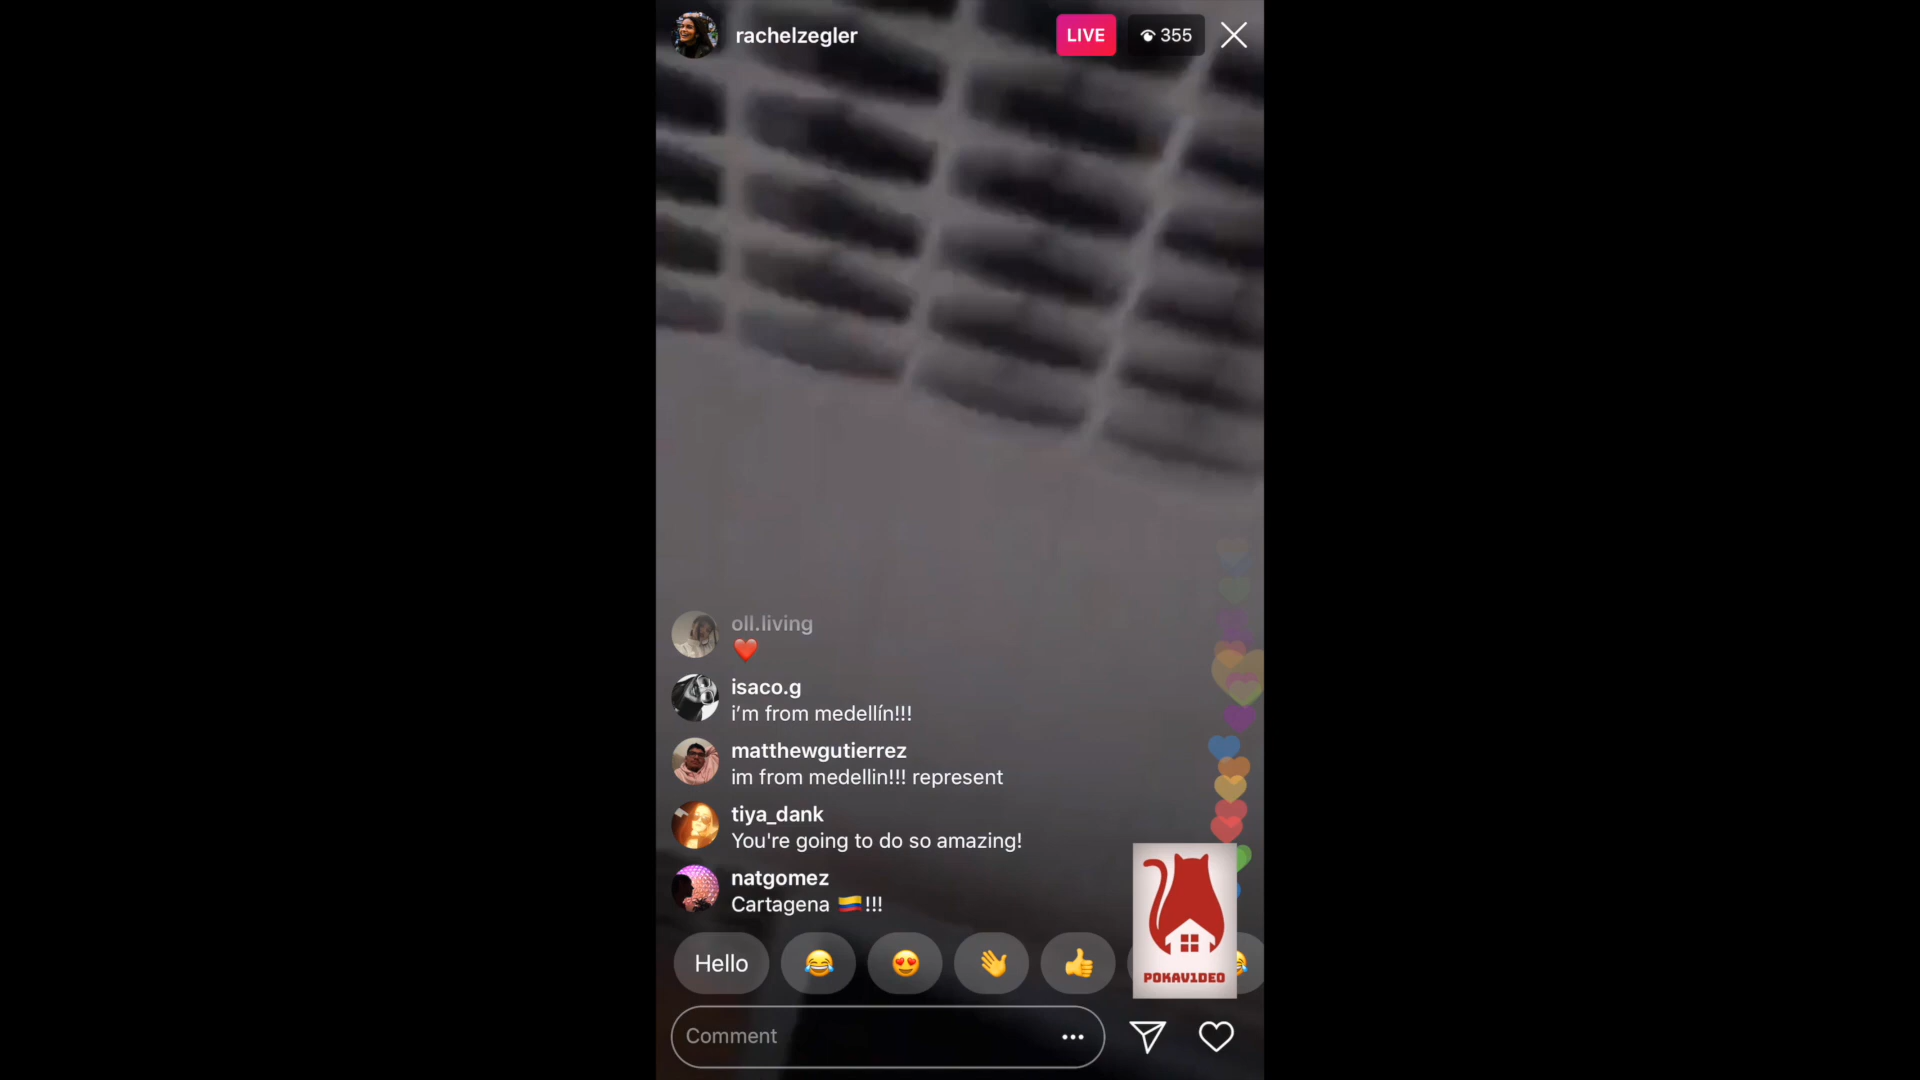 rachelzegler
LIVE
355
oll.living
❤️
isaco.g
i’m from medellín!!!
matthewgutierrez
im from medellin!!! represent
tiya_dank
You're going to do so amazing!
natgomez
Cartagena 🇨🇴!!!
Hello 😂 😍 👋 👍
POKAV1DEO
Comment